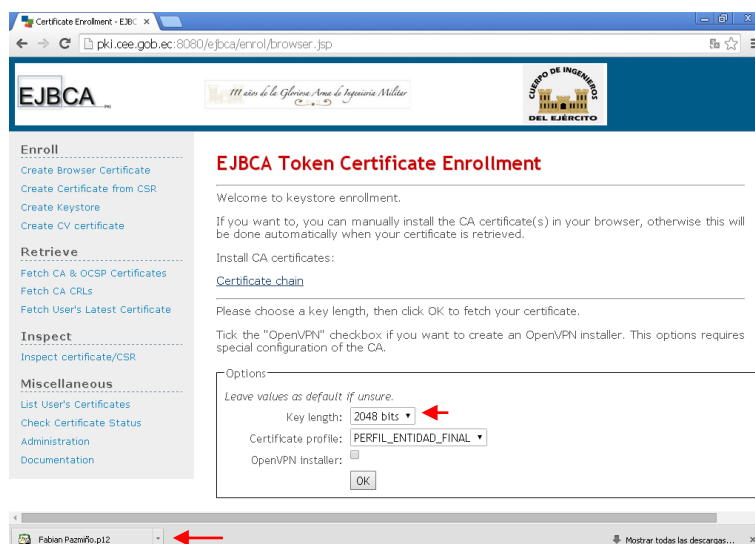 Certificate Enrollment - EJBC
pki.cee.gob.ec:8080/ejbca/enrol/browser.jsp
EJBCA
PKI
111 años de la Gloriosa Arma de Ingeniería Militar
CUERPO DE INGENIEROS
DEL EJÉRCITO
Enroll
Create Browser Certificate
Create Certificate from CSR
Create Keystore
Create CV certificate
Retrieve
Fetch CA & OCSP Certificates
Fetch CA CRLs
Fetch User's Latest Certificate
Inspect
Inspect certificate/CSR
Miscellaneous
List User's Certificates
Check Certificate Status
Administration
Documentation
EJBCA Token Certificate Enrollment
Welcome to keystore enrollment.
If you want to, you can manually install the CA certificate(s) in your browser, otherwise this will
be done automatically when your certificate is retrieved.
Install CA certificates:
Certificate chain
Please choose a key length, then click OK to fetch your certificate.
Tick the "OpenVPN" checkbox if you want to create an OpenVPN installer. This options requires
special configuration of the CA.
Options
Leave values as default if unsure.
Key length: 2048 bits
Certificate profile: PERFIL_ENTIDAD_FINAL
OpenVPN installer:
OK
Fabian Pazmiño.p12
Mostrar todas las descargas...